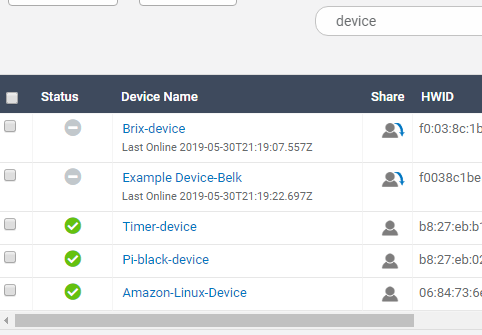 device
Status Device Name Share HWID
Brix-device f0:03:8c:1b
Last Online 2019-05-30T21:19:07.557Z
Example Device-Belk f0038c1be
Last Online 2019-05-30T21:19:22.697Z
Timer-device b8:27:eb:b1
Pi-black-device b8:27:eb:02
Amazon-Linux-Device 06:84:73:6e